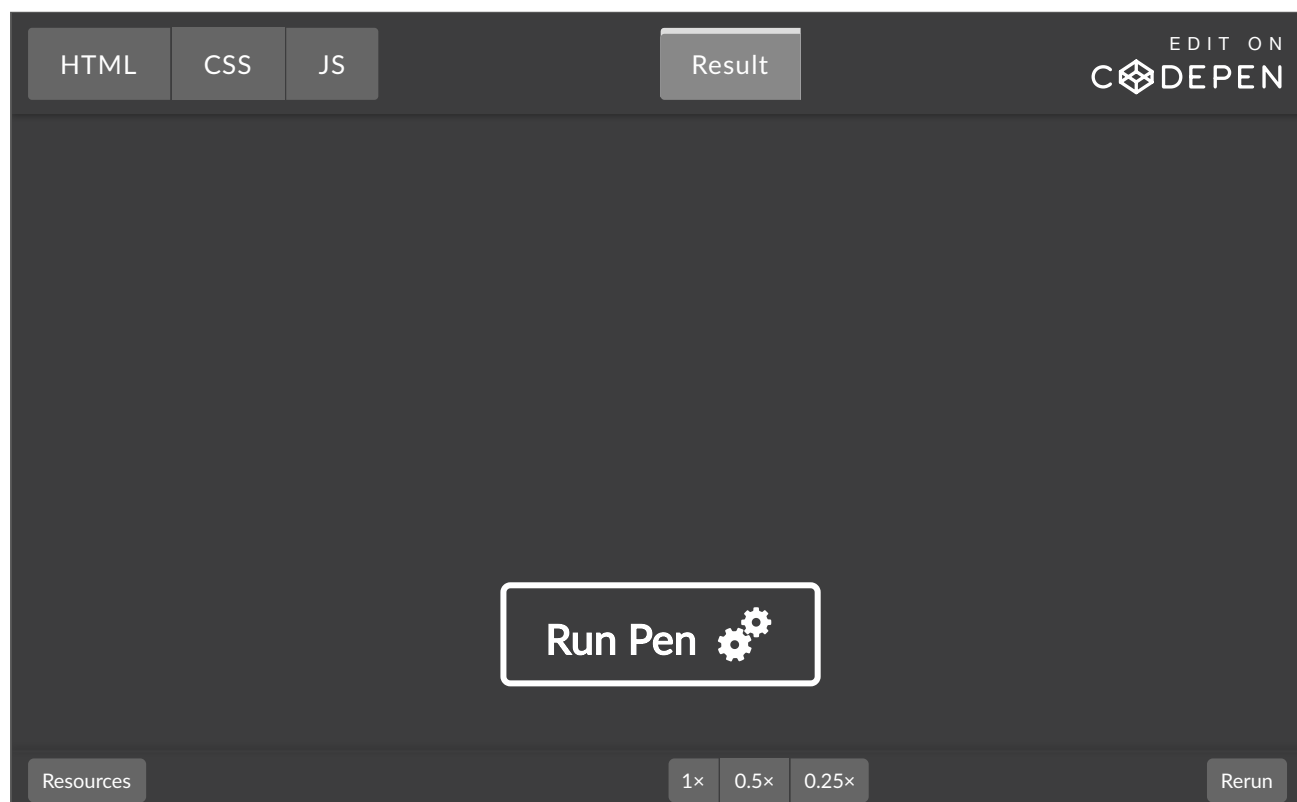 HTML CSS JS Result EDIT ON
CODEPEN
Run Pen
Resources 1× 0.5× 0.25× Rerun